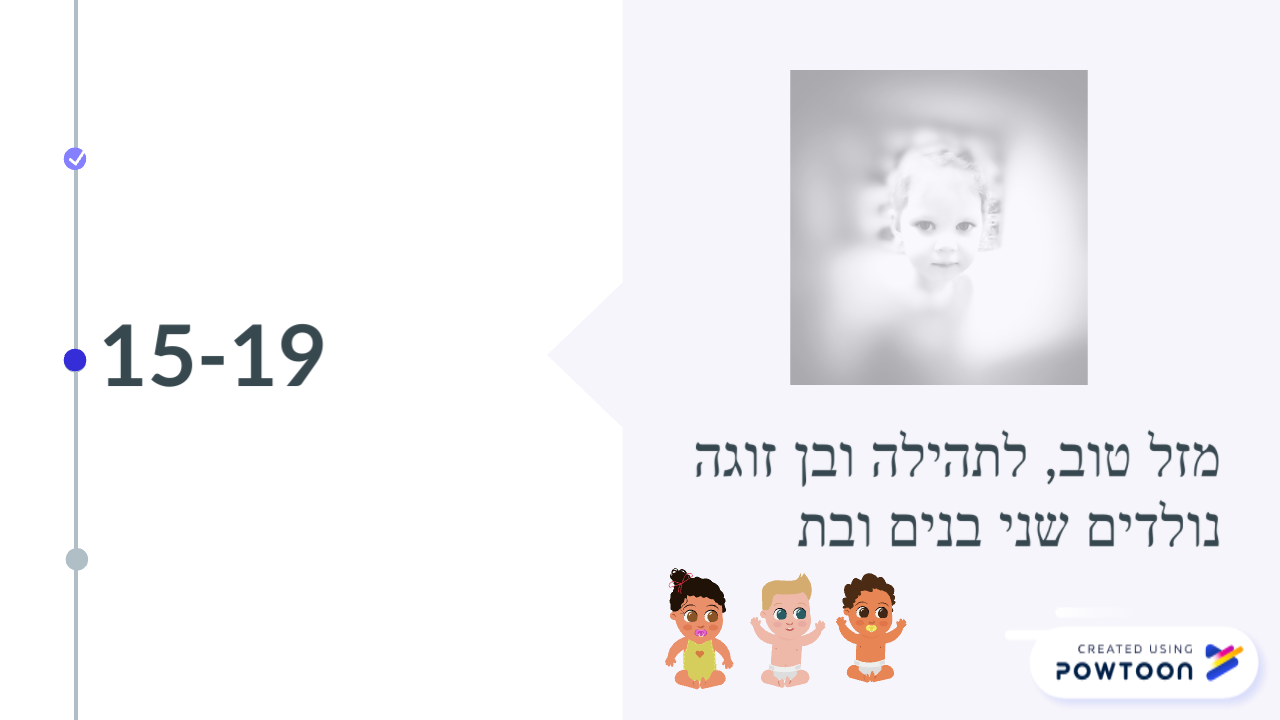 15-19
מזל טוב, לתהילה ובן זוגה
נולדים שני בנים ובת
CREATED USING
POWTOON